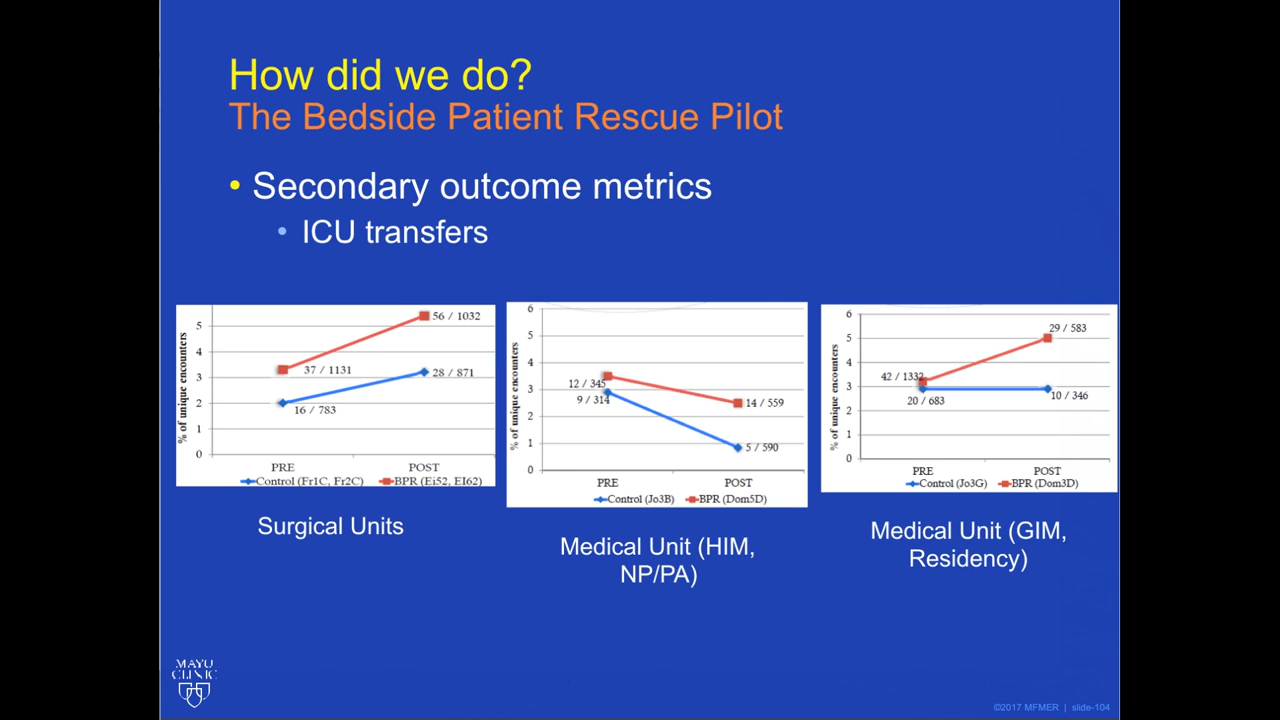 How did we do?
The Bedside Patient Rescue Pilot
• Secondary outcome metrics
• ICU transfers
% of unique encounters
5
4
3
2
1
0
56 / 1032
37 / 1131
28 / 871
16 / 783
PRE
POST
Control (Fr1C, Fr2C)
BPR (Ei52, EI62)
Surgical Units
% of unique encounters
6
5
4
3
2
1
0
12 / 345
9 / 314
14 / 559
5 / 590
PRE
POST
Control (Jo3B)
BPR (Dom5D)
Medical Unit (HIM,
NP/PA)
% of unique encounters
6
5
4
3
2
1
0
29 / 583
42 / 1332
20 / 683
10 / 346
PRE
POST
Control (Jo3G)
BPR (Dom3D)
Medical Unit (GIM,
Residency)
MAYO
CLINIC
©2017 MFMER | slide-104